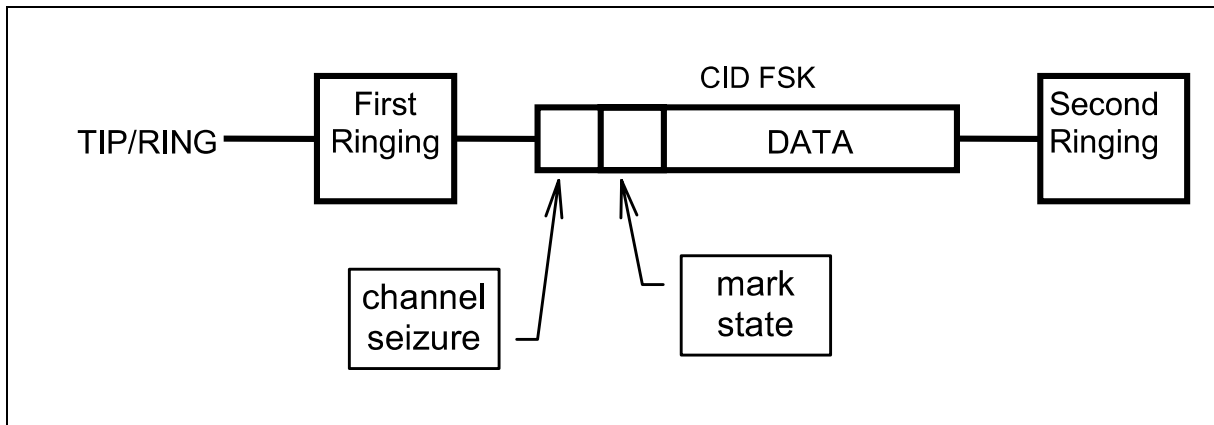 CID FSK
First
Ringing
Second
Ringing
TIP/RING
DATA
channel
seizure
mark
state